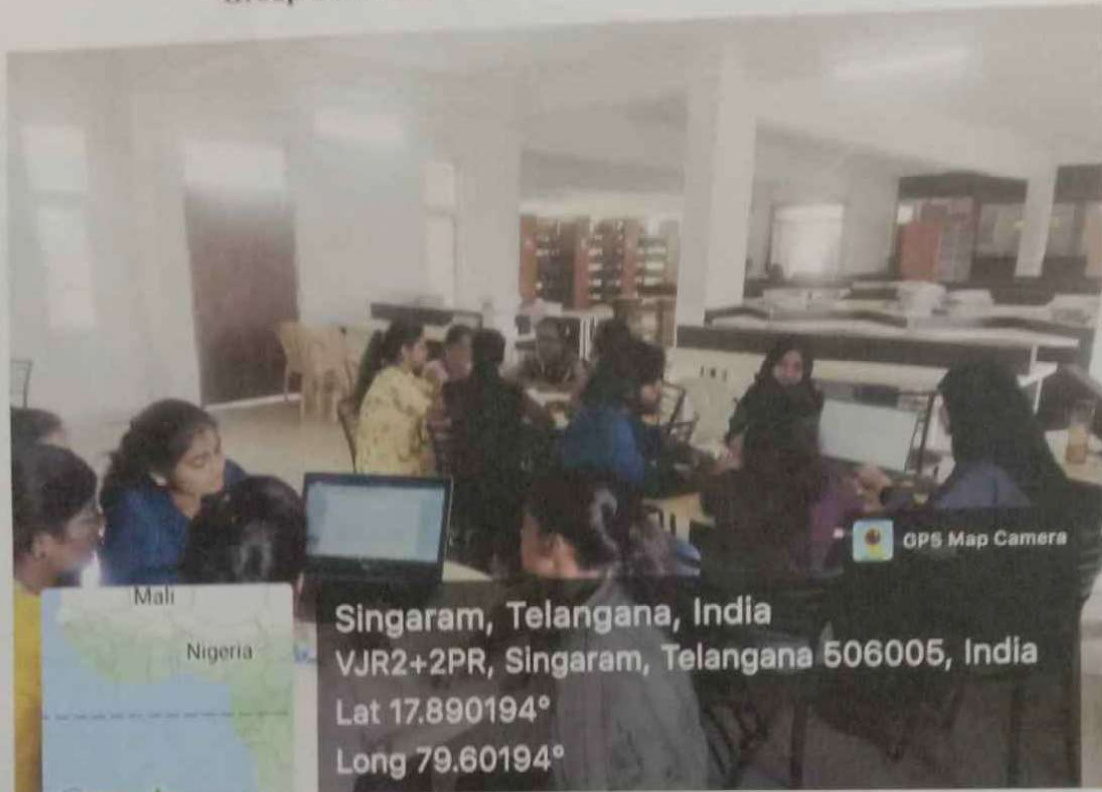 GPS Map Camera
Mali
Nigeria
Singaram, Telangana, India
VJR2+2PR, Singaram, Telangana 506005, India
Lat 17.890194°
Long 79.60194°